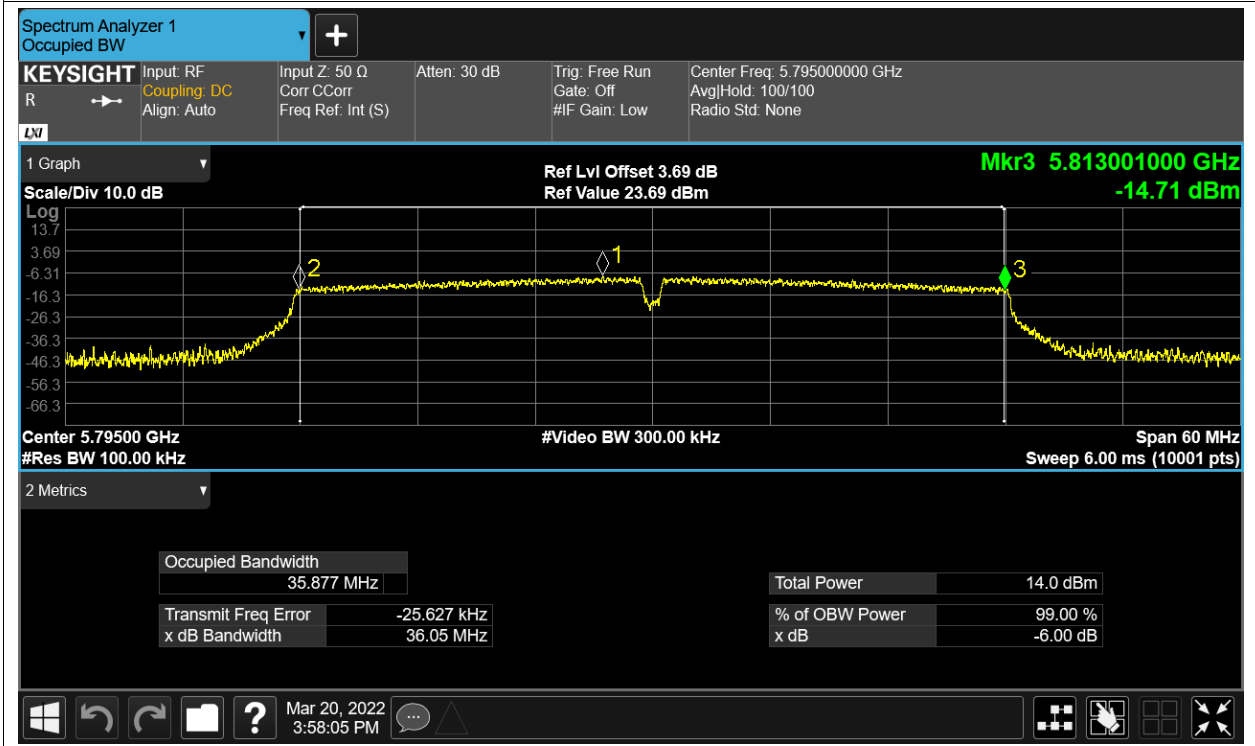 Spectrum Analyzer 1
Occupied BW
KEYSIGHT
R
LXI
Input: RF
Coupling: DC
Align: Auto
Input Z: 50 Ω
Corr CCorr
Freq Ref: Int (S)
Atten: 30 dB
Trig: Free Run
Gate: Off
#IF Gain: Low
Center Freq: 5.795000000 GHz
Avg|Hold: 100/100
Radio Std: None
1 Graph
Scale/Div 10.0 dB
Ref Lvl Offset 3.69 dB
Ref Value 23.69 dBm
Mkr3 5.813001000 GHz
-14.71 dBm
Log
13.7
3.69
-6.31
-16.3
-26.3
-36.3
-46.3
-56.3
-66.3
2
1
3
Center 5.79500 GHz
#Res BW 100.00 kHz
#Video BW 300.00 kHz
Span 60 MHz
Sweep 6.00 ms (10001 pts)
2 Metrics
Occupied Bandwidth
35.877 MHz
Transmit Freq Error -25.627 kHz
x dB Bandwidth 36.05 MHz
Total Power 14.0 dBm
% of OBW Power 99.00 %
x dB -6.00 dB
?
Mar 20, 2022
3:58:05 PM